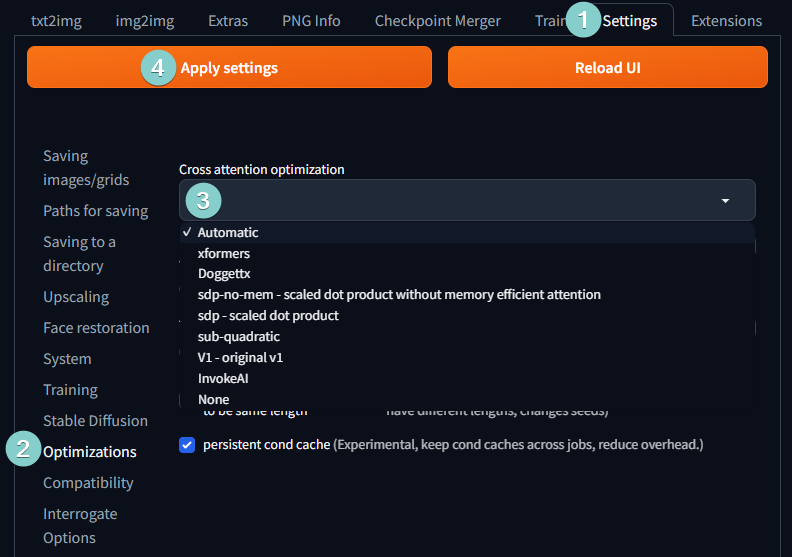 txt2img img2img Extras PNG Info Checkpoint Merger Train 1 Settings Extensions
4 Apply settings Reload UI
Saving
images/grids
Paths for saving
Saving to a
directory
Upscaling
Face restoration
System
Training
Stable Diffusion
2 Optimizations
Compatibility
Interrogate
Options
Cross attention optimization
3
✓ Automatic
xformers
Doggettx
sdp-no-mem - scaled dot product without memory efficient attention
sdp - scaled dot product
sub-quadratic
V1 - original v1
InvokeAI
None
to be same length have different lengths, changes seeds)
persistent cond cache (Experimental, keep cond caches across jobs, reduce overhead.)